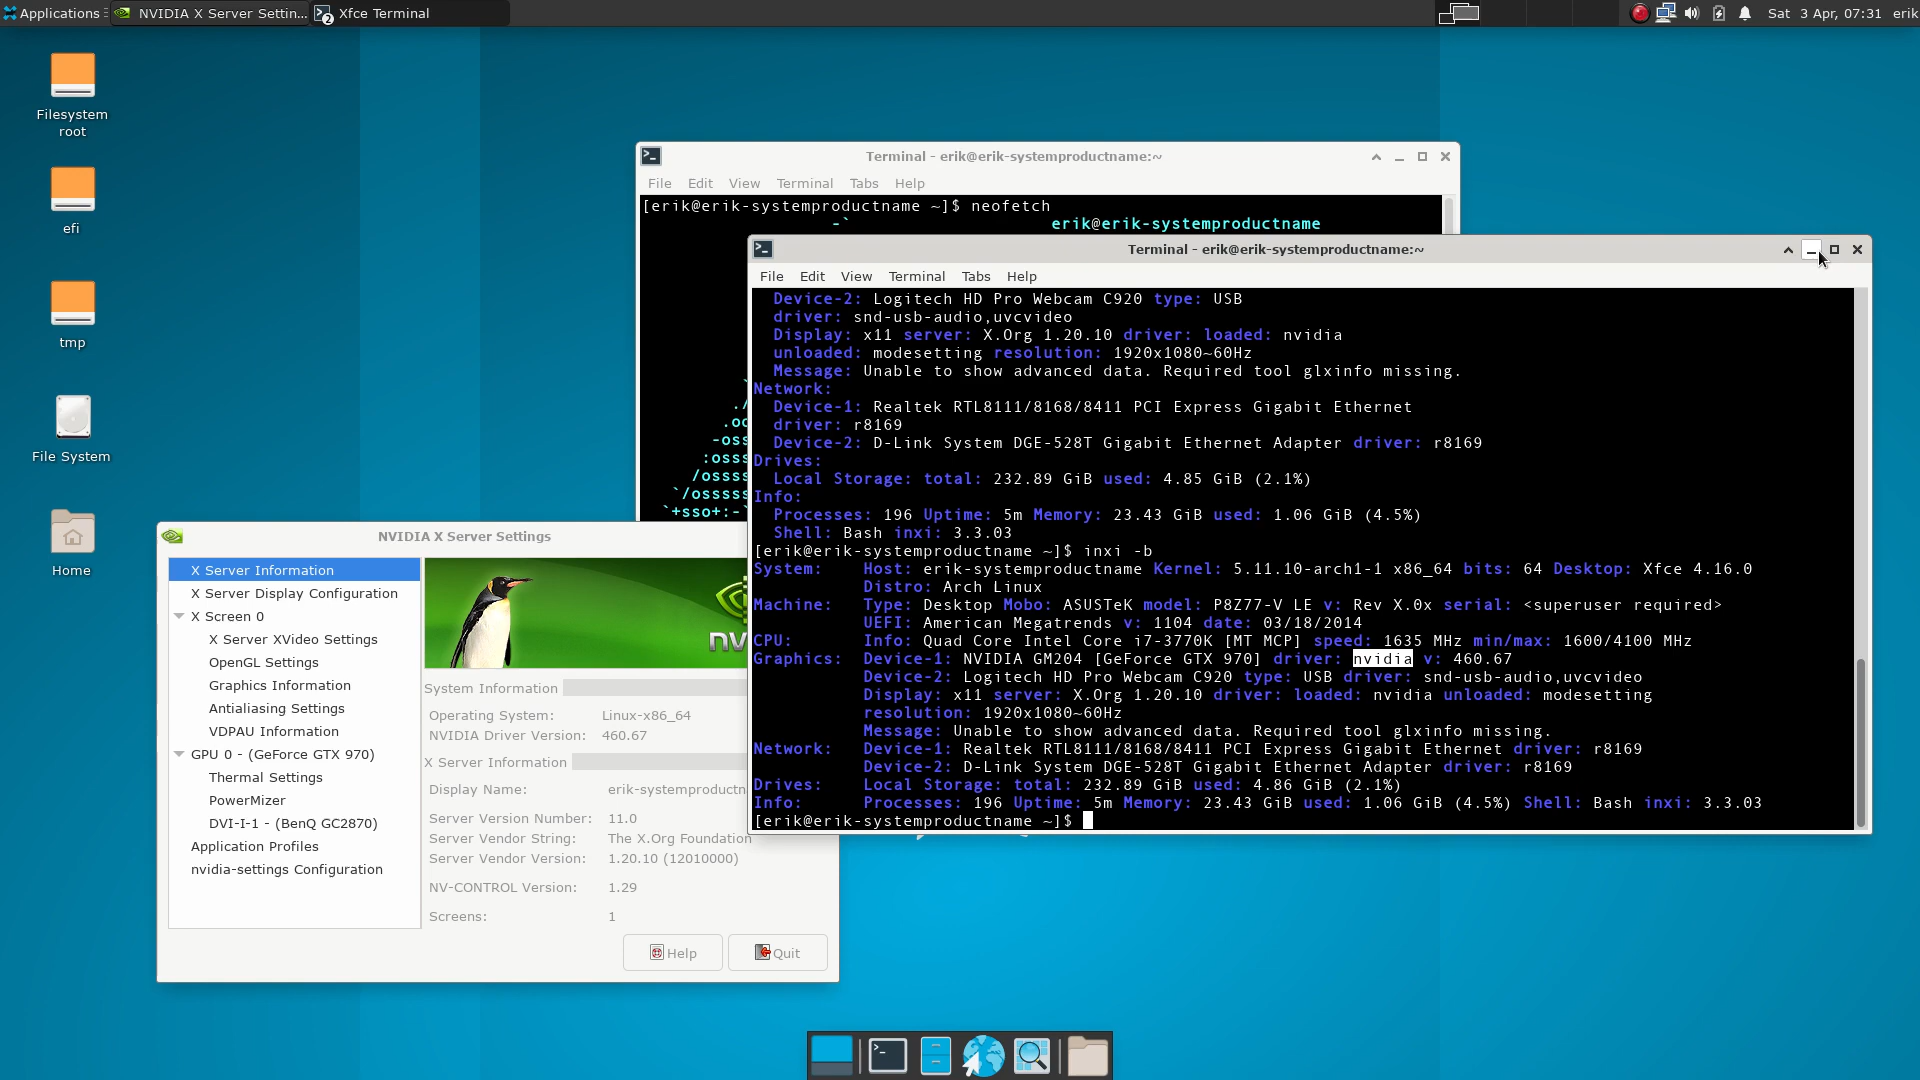 Applications
NVIDIA X Server Settin...
2
Xfce Terminal
Sat 3 Apr, 07:31
erik
Filesystem
root
efi
tmp
File System
Home
Terminal - erik@erik-systemproductname:~
File Edit View Terminal Tabs Help
[erik@erik-systemproductname ~]$ neofetch
-` erik@erik-systemproductname
`
./
.oo
-oss
:osss
/ossss
`/osssss
`+sso+:-`
Terminal - erik@erik-systemproductname:~
File Edit View Terminal Tabs Help
Device-2: Logitech HD Pro Webcam C920 type: USB
driver: snd-usb-audio,uvcvideo
Display: x11 server: X.Org 1.20.10 driver: loaded: nvidia
unloaded: modesetting resolution: 1920x1080~60Hz
Message: Unable to show advanced data. Required tool glxinfo missing.
Network:
Device-1: Realtek RTL8111/8168/8411 PCI Express Gigabit Ethernet
driver: r8169
Device-2: D-Link System DGE-528T Gigabit Ethernet Adapter driver: r8169
Drives:
Local Storage: total: 232.89 GiB used: 4.85 GiB (2.1%)
Info:
Processes: 196 Uptime: 5m Memory: 23.43 GiB used: 1.06 GiB (4.5%)
Shell: Bash inxi: 3.3.03
[erik@erik-systemproductname ~]$ inxi -b
System: Host: erik-systemproductname Kernel: 5.11.10-arch1-1 x86_64 bits: 64 Desktop: Xfce 4.16.0
Distro: Arch Linux
Machine: Type: Desktop Mobo: ASUSTeK model: P8Z77-V LE v: Rev X.0x serial: <superuser required>
UEFI: American Megatrends v: 1104 date: 03/18/2014
CPU: Info: Quad Core Intel Core i7-3770K [MT MCP] speed: 1635 MHz min/max: 1600/4100 MHz
Graphics: Device-1: NVIDIA GM204 [GeForce GTX 970] driver: nvidia v: 460.67
Device-2: Logitech HD Pro Webcam C920 type: USB driver: snd-usb-audio,uvcvideo
Display: x11 server: X.Org 1.20.10 driver: loaded: nvidia unloaded: modesetting
resolution: 1920x1080~60Hz
Message: Unable to show advanced data. Required tool glxinfo missing.
Network: Device-1: Realtek RTL8111/8168/8411 PCI Express Gigabit Ethernet driver: r8169
Device-2: D-Link System DGE-528T Gigabit Ethernet Adapter driver: r8169
Drives: Local Storage: total: 232.89 GiB used: 4.86 GiB (2.1%)
Info: Processes: 196 Uptime: 5m Memory: 23.43 GiB used: 1.06 GiB (4.5%) Shell: Bash inxi: 3.3.03
[erik@erik-systemproductname ~]$
NVIDIA X Server Settings
X Server Information
X Server Display Configuration
X Screen 0
X Server XVideo Settings
OpenGL Settings
Graphics Information
Antialiasing Settings
VDPAU Information
GPU 0 - (GeForce GTX 970)
Thermal Settings
PowerMizer
DVI-I-1 - (BenQ GC2870)
Application Profiles
nvidia-settings Configuration
nv
System Information
Operating System: Linux-x86_64
NVIDIA Driver Version: 460.67
X Server Information
Display Name: erik-systemproductn
Server Version Number: 11.0
Server Vendor String: The X.Org Foundation
Server Vendor Version: 1.20.10 (12010000)
NV-CONTROL Version: 1.29
Screens: 1
Help
Quit